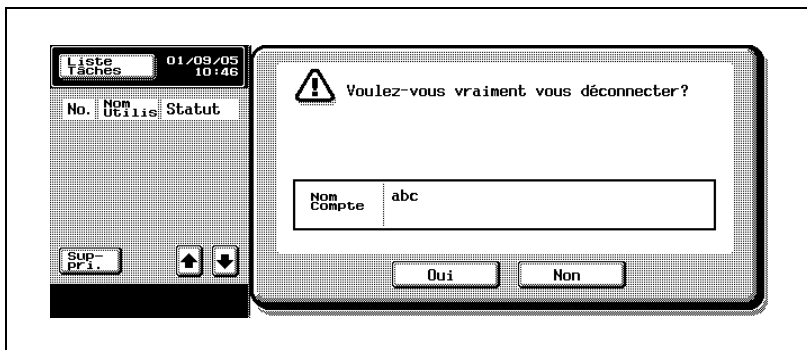 Liste
Tâches
01/09/05
10:46
No. Nom Utilis Statut
Sup-
pri.
Voulez-vous vraiment vous déconnecter?
Nom
Compte
abc
Oui
Non